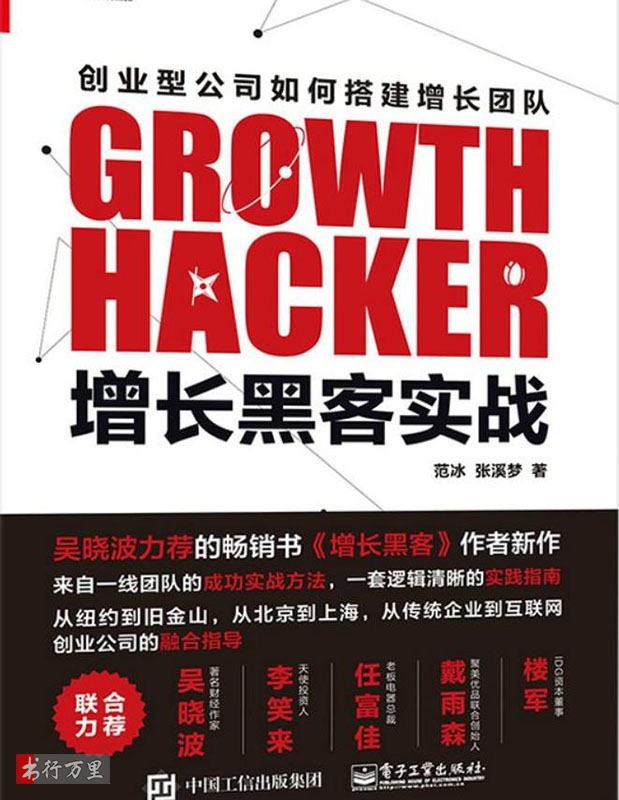 创业型公司如何搭建增长团队
GROWTH
HACKER
增长黑客实战
范冰 张溪梦 著
吴晓波力荐的畅销书《增长黑客》作者新作
来自一线团队的成功实战方法，一套逻辑清晰的实践指南
从纽约到旧金山，从北京到上海，从传统企业到互联网
创业公司的融合指导
联合
力荐
吴晓波
著名财经作家
李笑来
天使投资人
任富佳
老板电器总裁
戴雨森
聚美优品联合创始人
楼军
IDG资本董事
书行万里
中国工信出版集团
电子工业出版社
PUBLISHING HOUSE OF ELECTRONICS INDUSTRY